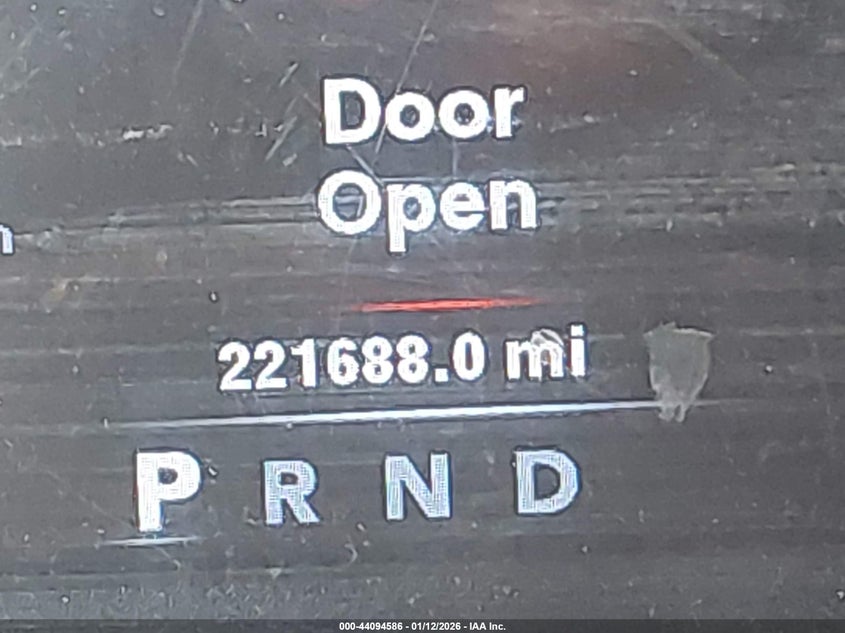 Door
Open
221688.0 mi
P R N D
000-44094586 - 01/12/2026 - IAA Inc.